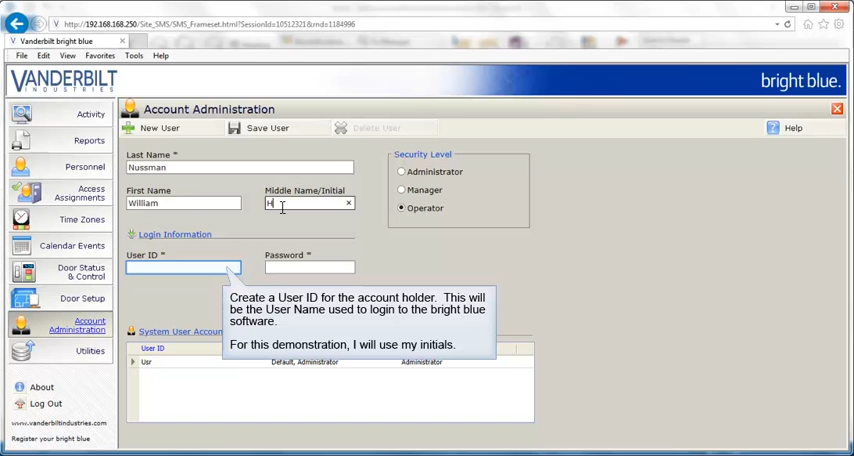 http://192.168.168.250/Site_SMS/SMS_Frameset.html?SessionId=10512321&rnd=1184996
Vanderbilt bright blue
File Edit View Favorites Tools Help
VANDERBILT
INDUSTRIES
bright blue.
Activity
Reports
Personnel
Access
Assignments
Time Zones
Calendar Events
Door Status
& Control
Door Setup
Account
Administration
Utilities
About
Log Out
www.vanderbiltindustries.com
Register your bright blue
Account Administration
New User Save User Delete User Help
Last Name *
Nussman
First Name Middle Name/Initial
William H
Security Level
Administrator
Manager
Operator
Login Information
User ID * Password *
Create a User ID for the account holder. This will
be the User Name used to login to the bright blue
software.
For this demonstration, I will use my initials.
System User Accou
User ID
Usr Default, Administrator Administrator